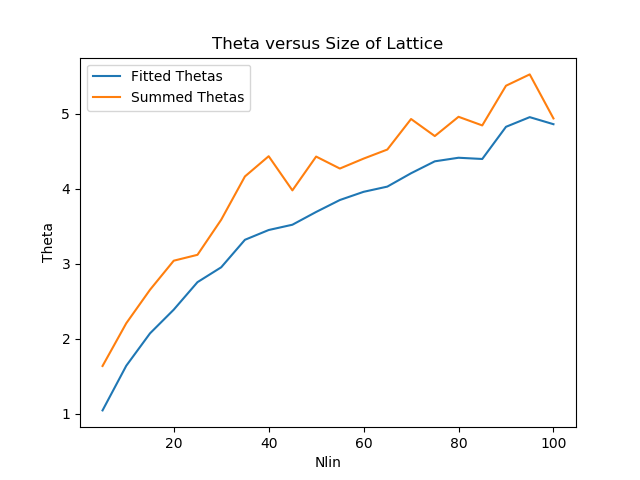 Theta versus Size of Lattice
Fitted Thetas
Summed Thetas
5
4
3
2
1
Theta
20 40 60 80 100
Nlin